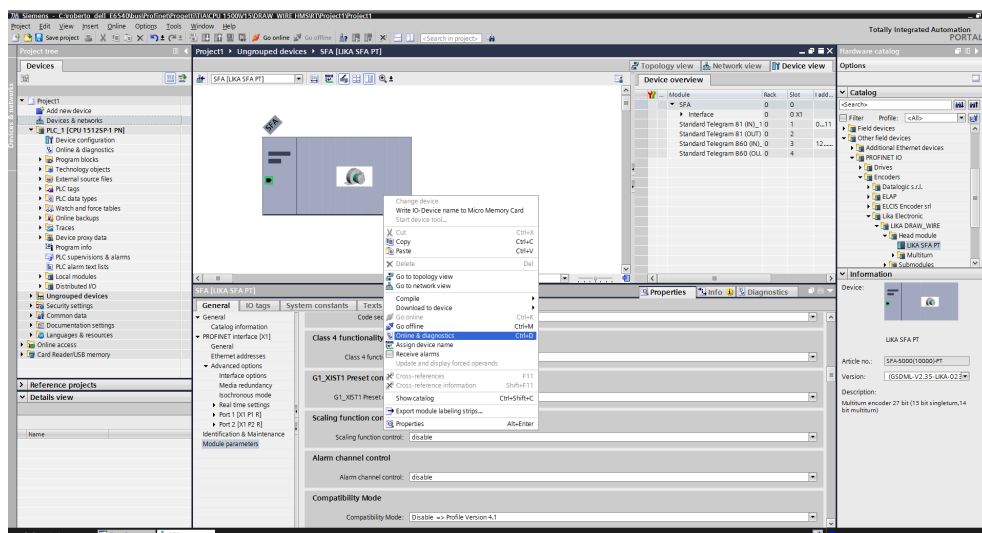 Siemens - C:\roberto_dell_E6540\bus\Profinet\Progetti\TIA\CPU 1500\V15\DRAW_WIRE HMS\RT\Project1\Project1
Project Edit View Insert Online Options Tools Window Help
Totally Integrated Automation
PORTAL
Save project
Go online
Go offline
<Search in project>
Project tree
Project1 › Ungrouped devices › SFA [LIKA SFA PT]
Hardware catalog
Devices
Topology view
Network view
Device view
Options
SFA [LIKA SFA PT]
Device overview
Devices & networks
Project1
Add new device
Devices & networks
PLC_1 [CPU 1512SP-1 PN]
Device configuration
Online & diagnostics
Program blocks
Technology objects
External source files
PLC tags
PLC data types
Watch and force tables
Online backups
Traces
Device proxy data
Program info
PLC supervisions & alarms
PLC alarm text lists
Local modules
Distributed I/O
Ungrouped devices
Security settings
Common data
Documentation settings
Languages & resources
Online access
Card Reader/USB memory
Reference projects
Details view
Name
SFA
Change device
Write IO-Device name to Micro Memory Card
Start device tool...
Cut Ctrl+X
Copy Ctrl+C
Paste Ctrl+V
Delete Del
Go to topology view
Go to network view
Compile
Download to device
Go online Ctrl+K
Go offline Ctrl+M
Online & diagnostics Ctrl+D
Assign device name
Receive alarms
Update and display forced operands
Cross-references F11
Cross-reference information Shift+F11
Show catalog Ctrl+Shift+C
Export module labeling strips...
Properties Alt+Enter
Module Rack Slot I add...
SFA 0 0
Interface 0 0 X1
Standard Telegram 81 (IN)_1 0 1 0...11
Standard Telegram 81 (OUT) 0 2
Standard Telegram 860 (IN)_ 0 3 12......
Standard Telegram 860 (OU.. 0 4
SFA [LIKA SFA PT]
Properties
Info
Diagnostics
General
IO tags
System constants
Texts
General
Catalog information
PROFINET interface [X1]
General
Ethernet addresses
Advanced options
Interface options
Media redundancy
Isochronous mode
Real time settings
Port 1 [X1 P1 R]
Port 2 [X1 P2 R]
Identification & Maintenance
Module parameters
Code sec
Class 4 functionality
Class 4 functi
G1_XIST1 Preset con
G1_XIST1 Preset
Scaling function con
Scaling function control: disable
Alarm channel control
Alarm channel control: disable
Compatibility Mode
Compatibility Mode: Disable => Profile Version 4.1
Catalog
<Search>
Filter Profile: <All>
Field devices
Other field devices
Additional Ethernet devices
PROFINET IO
Drives
Encoders
Datalogic s.r.l.
ELAP
ELCIS Encoder srl
Lika Electronic
LIKA DRAW_WIRE
Head module
LIKA SFA PT
Multiturn
Submodules
Information
Device:
LIKA SFA PT
Article no.: SFA-5000(10000)-PT
Version: (GSDML-V2.35-LIKA-023
Description:
Multiturn encoder 27 bit (13 bit singleturn,14
bit multiturn)